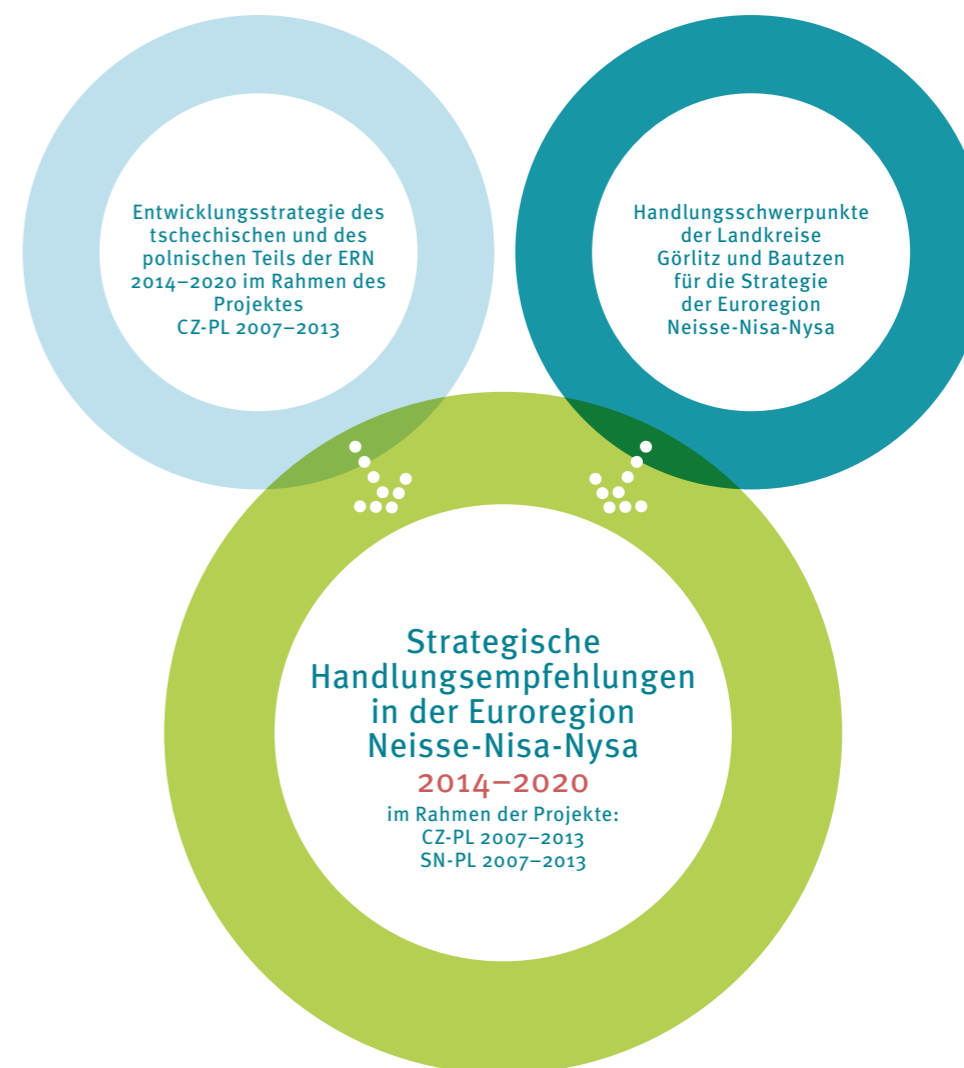 Entwicklungsstrategie des
tschechischen und des
polnischen Teils der ERN
2014–2020 im Rahmen des
Projektes
CZ-PL 2007–2013
Handlungsschwerpunkte
der Landkreise
Görlitz und Bautzen
für die Strategie
der Euroregion
Neisse-Nisa-Nysa
Strategische
Handlungsempfehlungen
in der Euroregion
Neisse-Nisa-Nysa
2014–2020
im Rahmen der Projekte:
CZ-PL 2007–2013
SN-PL 2007–2013